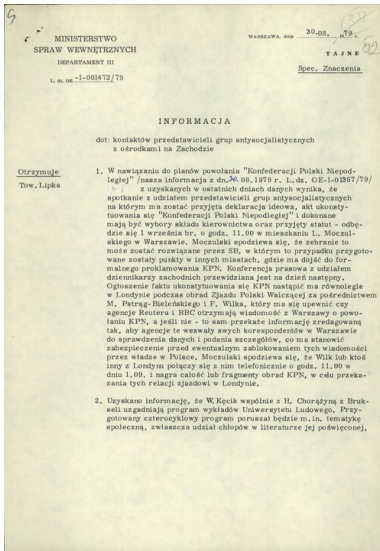 5
MINISTERSTWO
SPRAW WEWNĘTRZNYCH
DEPARTAMENT III
L. dz. OE -I-001472/79
WARSZAWA, dnia 30.08. 79 r.
TAJNE
Spec. Znaczenia
INFORMACJA
dot: kontaktów przedstawicieli grup antysocjalistycznych
z ośrodkami na Zachodzie
Otrzymuje
Tow. Lipka
1. W nawiązaniu do planów powołania "Konfederacji Polski Niepod-
ległej" /nasza informacja z dn. 30.08.1979 r. L. dz. OE-I-01367/79/
z uzyskanych w ostatnich dniach danych wynika, że
spotkanie z udziałem przedstawicieli grup antysocjalistycznych
na którym ma zostać przyjęta deklaracja ideowa, akt ukonsty-
tuowania się "Konfederacji Polski Niepodległej" i dokonane
mają być wybory składu kierownictwa oraz przyjęty statut - odbę-
dzie się 1 września br. o godz. 11,00 w mieszkaniu L. Moczul-
skiego w Warszawie. Moczulski spodziewa się, że zebranie to
może zostać rozwiązane przez SB, w którym to przypadku przygoto-
wane zostały punkty w innych miastach, gdzie ma dojść do for-
malnego proklamowania KPN. Konferencja prasowa z udziałem
dziennikarzy zachodnich przewidziana jest na dzień następny.
Ogłoszenie faktu ukonstytuowania się KPN nastąpić ma równolegle
w Londynie podczas obrad Zjazdu Polski Walczącej za pośrednictwem
M. Patrąg-Bieleńskiego i F. Wilka, który ma się upewnić czy
agencje Reutera i BBC otrzymają wiadomość z Warszawy o powo-
łaniu KPN, a jeśli nie - to sam przekaże informację zredagowaną
tak, aby agencje te wezwały swych korespondentów w Warszawie
do sprawdzenia danych i podania szczegółów, co ma stanowić
zabezpieczenie przed ewentualnym zablokowaniem tych wiadomości
przez władze w Polsce. Moczulski spodziewa się, że Wilk lub ktoś
inny z Londynu połączy się z nim telefonicznie o godz. 11,00 w
dniu 1.09. i nagra całość lub fragmenty obrad KPN, w celu przeka-
zania tych relacji zjazdowi w Londynie.
2. Uzyskano informację, że W. Kęcik wspólnie z H. Chorążyną z Bruk-
seli uzgadniają program wykładów Uniwersytetu Ludowego. Przy-
gotowany czterocyklowy program poruszał będzie m. in. tematykę
społeczną, zwłaszcza udział chłopów w literaturze jej poświęconej,